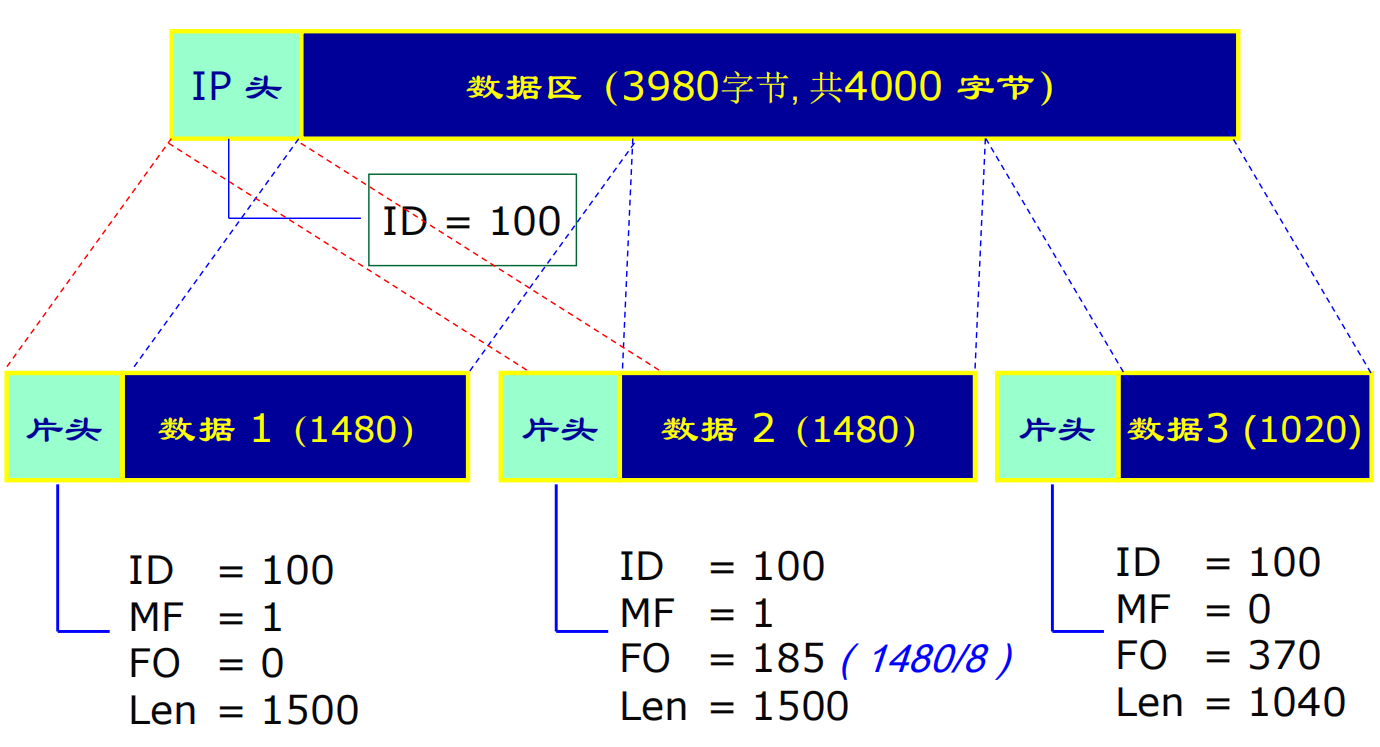 IP 头
数据区 (3980字节, 共4000 字节)
ID = 100
片头
数据 1 (1480)
片头
数据 2 (1480)
片头
数据3 (1020)
ID = 100
MF = 1
FO = 0
Len = 1500
ID = 100
MF = 1
FO = 185 ( 1480/8 )
Len = 1500
ID = 100
MF = 0
FO = 370
Len = 1040